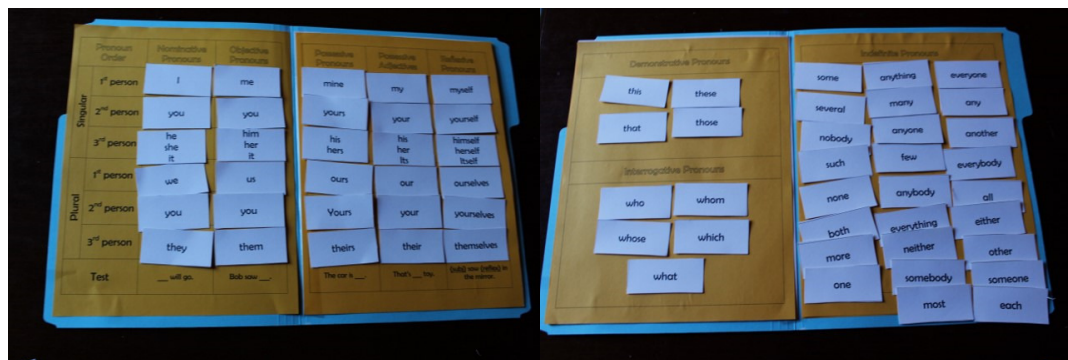 Pronoun Order Nominative Pronouns Objective Pronouns Possessive Pronouns Possessive Adjectives Reflexive Pronouns
Singular
1st person I me mine my myself
2nd person you you yours your yourself
3rd person he she it him her it his hers his her Its himself herself Itself
Plural
1st person we us ours our ourselves
2nd person you you Yours your yourselves
3rd person they them theirs their themselves
Test ___ will go. Bob saw ___. The car is ___. That's ___ toy. (nom) saw (reflex) in the mirror.
Demonstrative Pronouns
this these
that those
Interrogative Pronouns
who whom
whose which
what
Indefinite Pronouns
some anything everyone
several many any
nobody anyone another
such few everybody
none anybody all
both everything either
more neither other
one somebody someone
most each